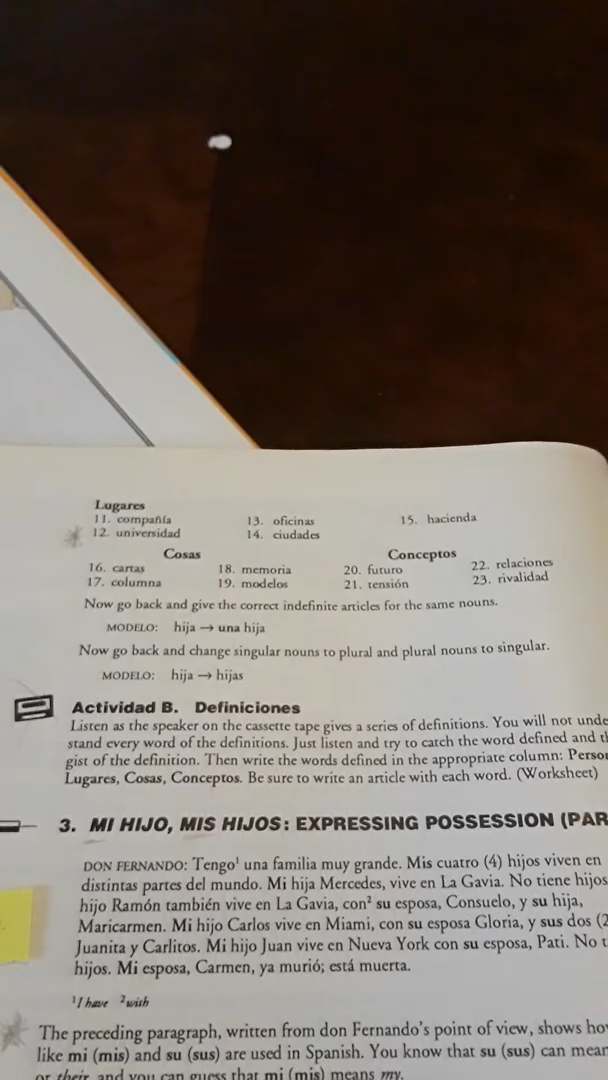 Lugares
11. compañía 13. oficinas 15. hacienda
12. universidad 14. ciudades
Cosas Conceptos
16. cartas 18. memoria 20. futuro 22. relaciones
17. columna 19. modelos 21. tensión 23. rivalidad
Now go back and give the correct indefinite articles for the same nouns.
MODELO: hija → una hija
Now go back and change singular nouns to plural and plural nouns to singular.
MODELO: hija → hijas
Actividad B. Definiciones
Listen as the speaker on the cassette tape gives a series of definitions. You will not unde
stand every word of the definitions. Just listen and try to catch the word defined and th
gist of the definition. Then write the words defined in the appropriate column: Person
Lugares, Cosas, Conceptos. Be sure to write an article with each word. (Worksheet)
3. MI HIJO, MIS HIJOS: EXPRESSING POSSESSION (PAR
DON FERNANDO: Tengo¹ una familia muy grande. Mis cuatro (4) hijos viven en
distintas partes del mundo. Mi hija Mercedes, vive en La Gavia. No tiene hijos
hijo Ramón también vive en La Gavia, con² su esposa, Consuelo, y su hija,
Maricarmen. Mi hijo Carlos vive en Miami, con su esposa Gloria, y sus dos (2
Juanita y Carlitos. Mi hijo Juan vive en Nueva York con su esposa, Pati. No t
hijos. Mi esposa, Carmen, ya murió; está muerta.
¹I have ²with
The preceding paragraph, written from don Fernando's point of view, shows ho
like mi (mis) and su (sus) are used in Spanish. You know that su (sus) can mean
or their, and you can guess that mi (mis) means my.